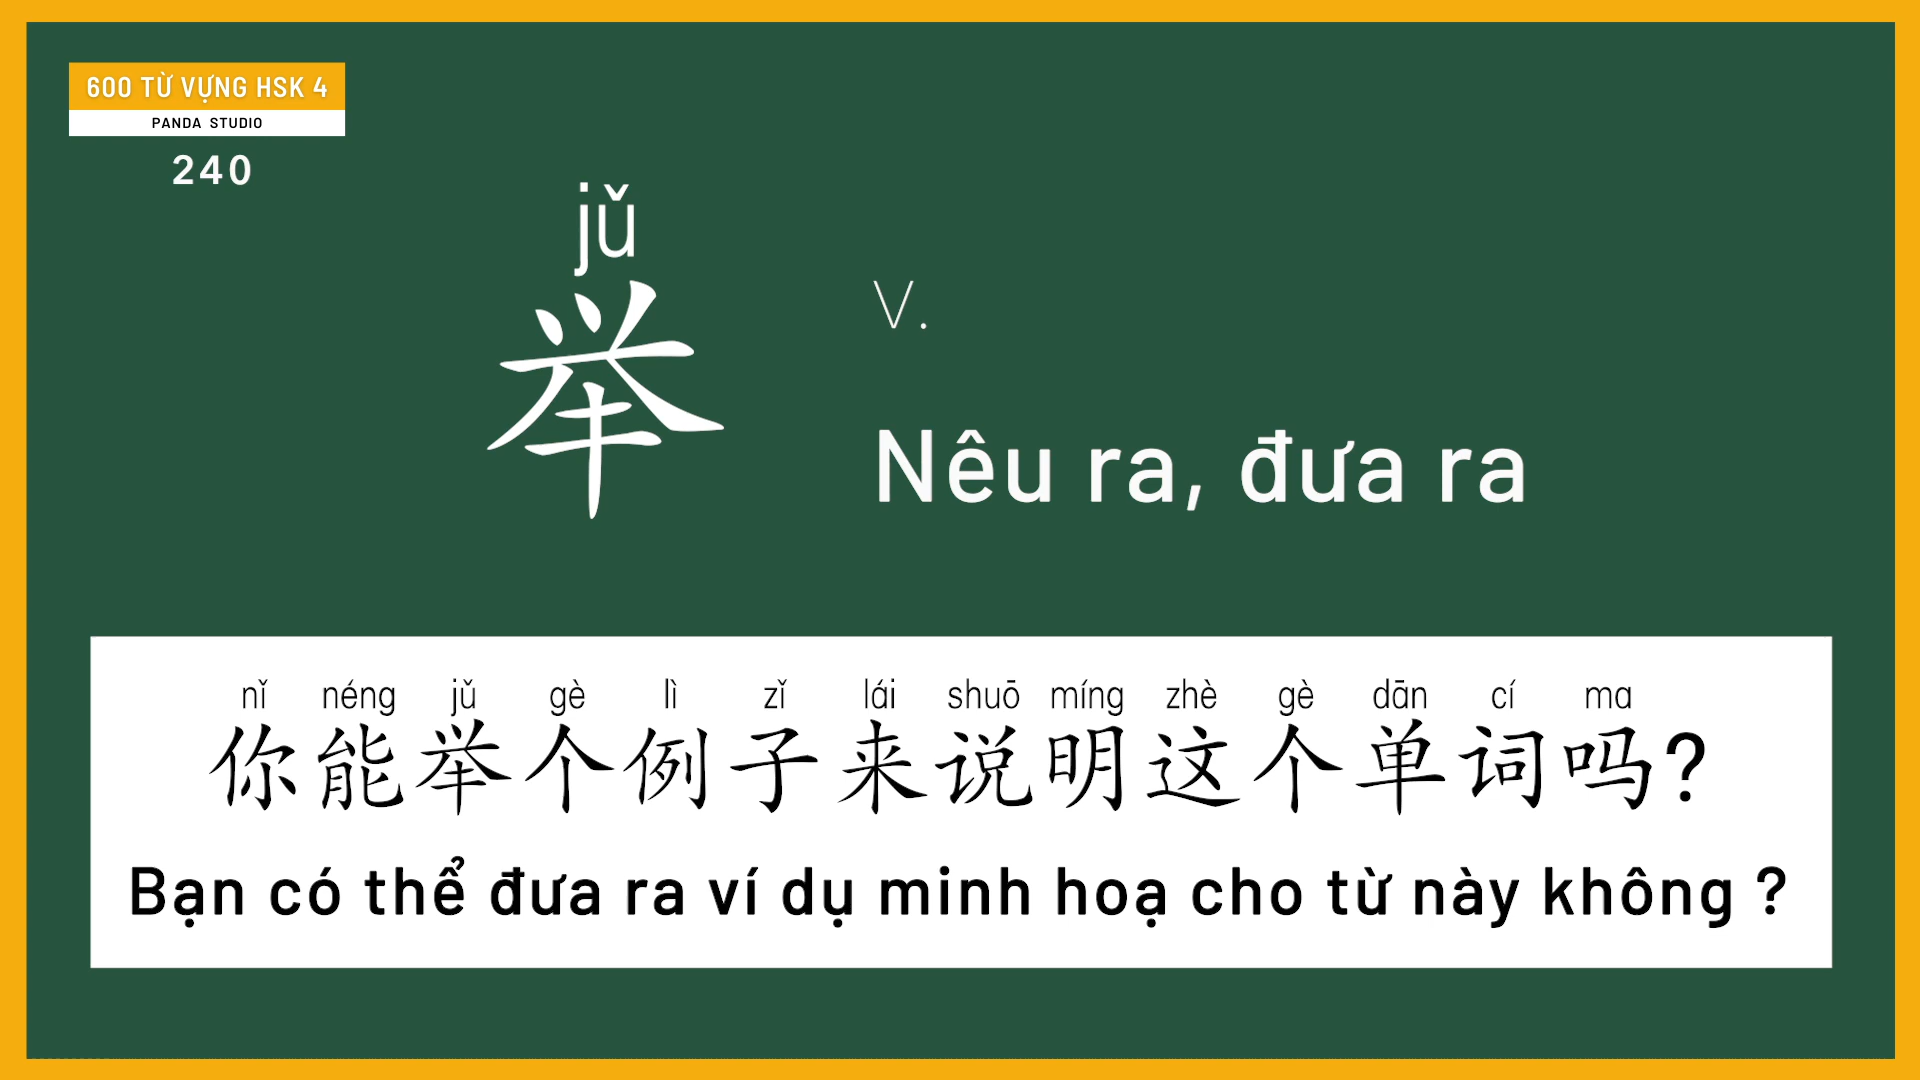 600 TỪ VỰNG HSK 4
PANDA STUDIO
240
jǔ
举
V.
Nêu ra, đưa ra
nǐ néng jǔ gè lì zǐ lái shuō míng zhè gè dān cí ma
你能举个例子来说明这个单词吗?
Bạn có thể đưa ra ví dụ minh hoạ cho từ này không ?